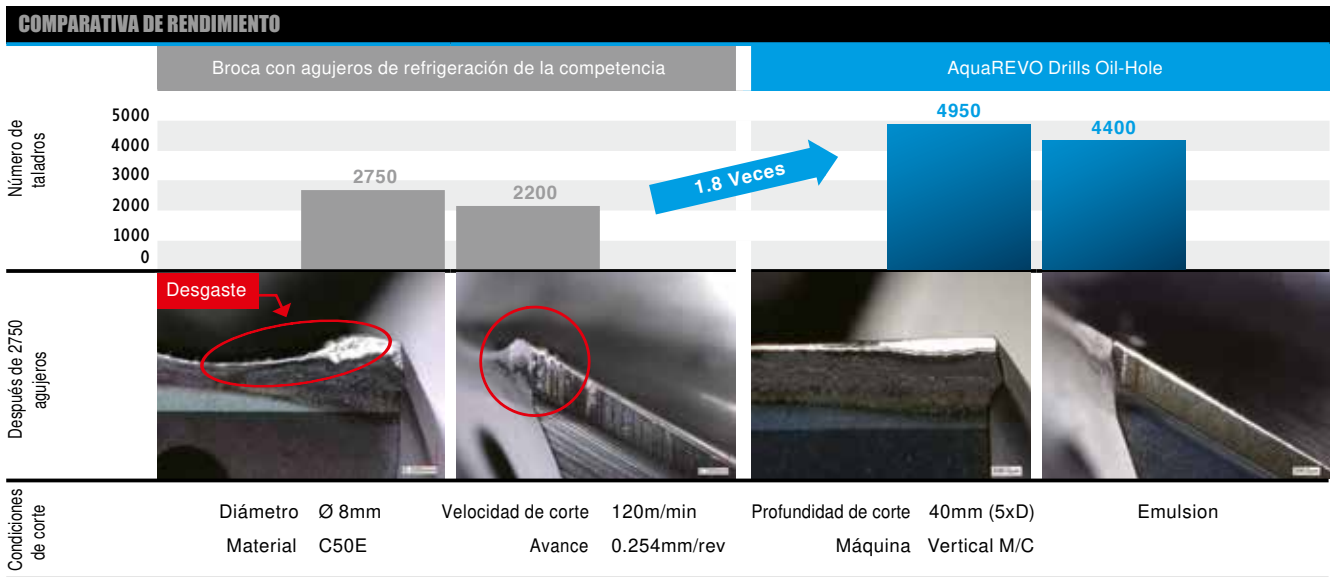 COMPARATIVA DE RENDIMIENTO
Broca con agujeros de refrigeración de la competencia
AquaREVO Drills Oil-Hole
Número de
taladros
5000
4000
3000
2000
1000
0
2750
2200
1.8 Veces
4950
4400
Después de 2750
agujeros
Desgaste
Condiciones
de corte
Diámetro Ø 8mm Velocidad de corte 120m/min Profundidad de corte 40mm (5xD) Emulsion
Material C50E Avance 0.254mm/rev Máquina Vertical M/C